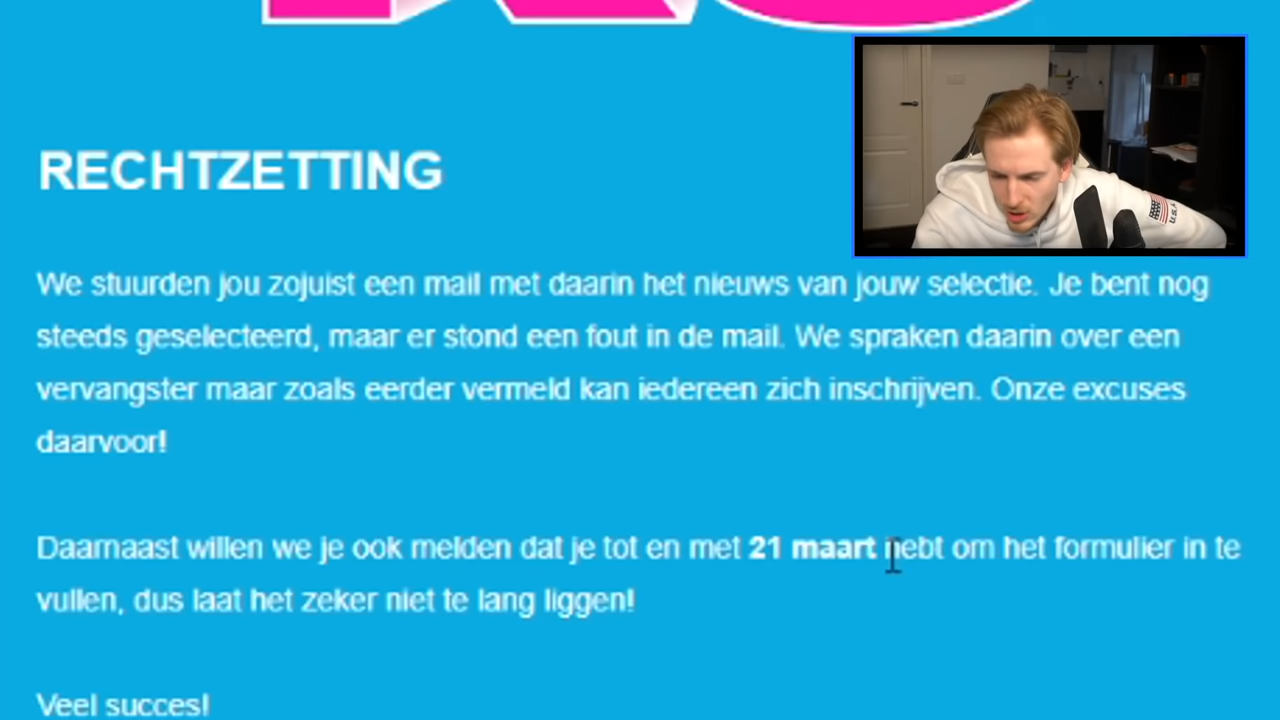 RECHTZETTING
We stuurden jou zojuist een mail met daarin het nieuws van jouw selectie. Je bent nog
steeds geselecteerd, maar er stond een fout in de mail. We spraken daarin over een
vervangster maar zoals eerder vermeld kan iedereen zich inschrijven. Onze excuses
daarvoor!
Daarnaast willen we je ook melden dat je tot en met 21 maart hebt om het formulier in te
vullen, dus laat het zeker niet te lang liggen!
Veel succes!
U.S.A